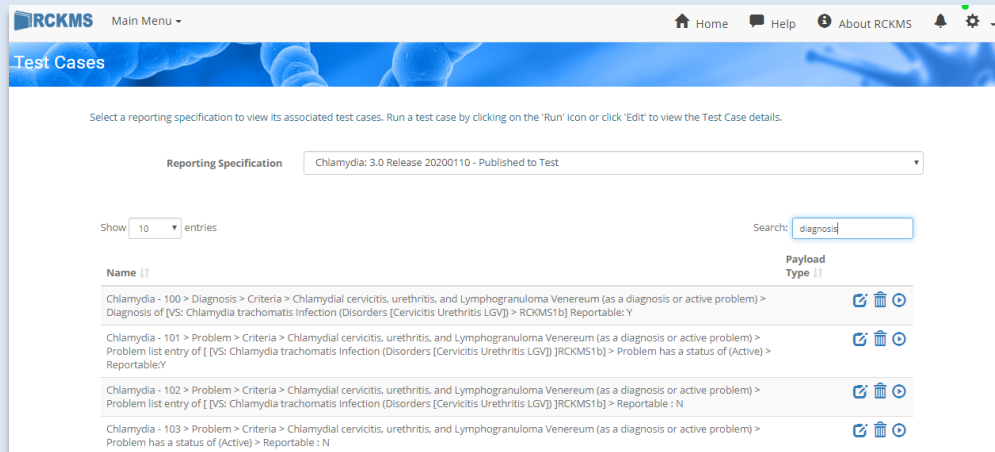 RCKMS Main Menu Home Help About RCKMS
Test Cases
Select a reporting specification to view its associated test cases. Run a test case by clicking on the 'Run' icon or click 'Edit' to view the Test Case details.
Reporting Specification Chlamydia: 3.0 Release 20200110 - Published to Test
Show 10 entries Search: diagnosis
Payload
Name Type
Chlamydia - 100 > Diagnosis > Criteria > Chlamydial cervicitis, urethritis, and Lymphogranuloma Venereum (as a diagnosis or active problem) >
Diagnosis of [VS: Chlamydia trachomatis Infection (Disorders [Cervicitis Urethritis LGV]) > RCKMS1b] Reportable: Y
Chlamydia - 101 > Problem > Criteria > Chlamydial cervicitis, urethritis, and Lymphogranuloma Venereum (as a diagnosis or active problem) >
Problem list entry of [ [VS: Chlamydia trachomatis Infection (Disorders [Cervicitis Urethritis LGV]) ]RCKMS1b] > Problem has a status of (Active) >
Reportable:Y
Chlamydia - 102 > Problem > Criteria > Chlamydial cervicitis, urethritis, and Lymphogranuloma Venereum (as a diagnosis or active problem) >
Problem list entry of [ [VS: Chlamydia trachomatis Infection (Disorders [Cervicitis Urethritis LGV]) ]RCKMS1b] > Reportable : N
Chlamydia - 103 > Problem > Criteria > Chlamydial cervicitis, urethritis, and Lymphogranuloma Venereum (as a diagnosis or active problem) >
Problem has a status of (Active) > Reportable : N